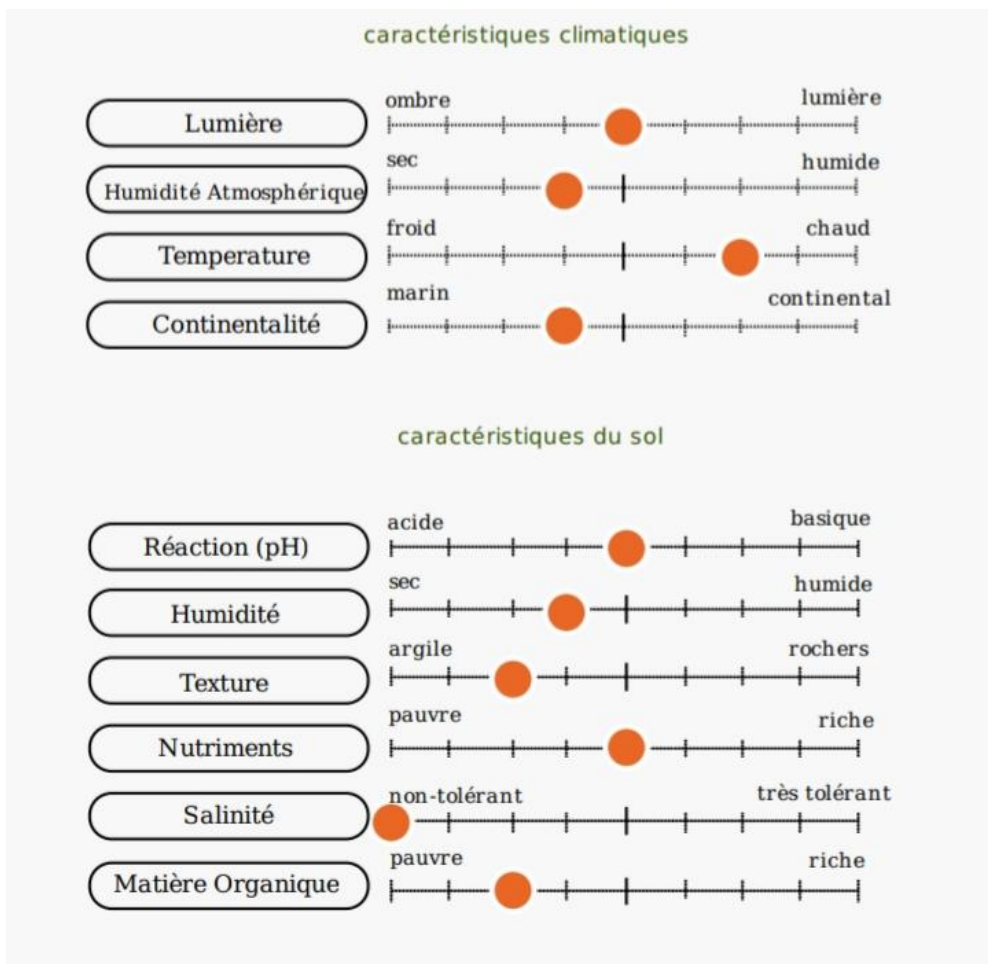 caractéristiques climatiques
ombre
lumière
Lumière
sec
humide
Humidité Atmosphérique
froid
chaud
Temperature
marin
continental
Continentalité
caractéristiques du sol
acide
basique
Réaction (pH)
sec
humide
Humidité
argile
rochers
Texture
pauvre
riche
Nutriments
non-tolérant
très tolérant
Salinité
pauvre
riche
Matière Organique